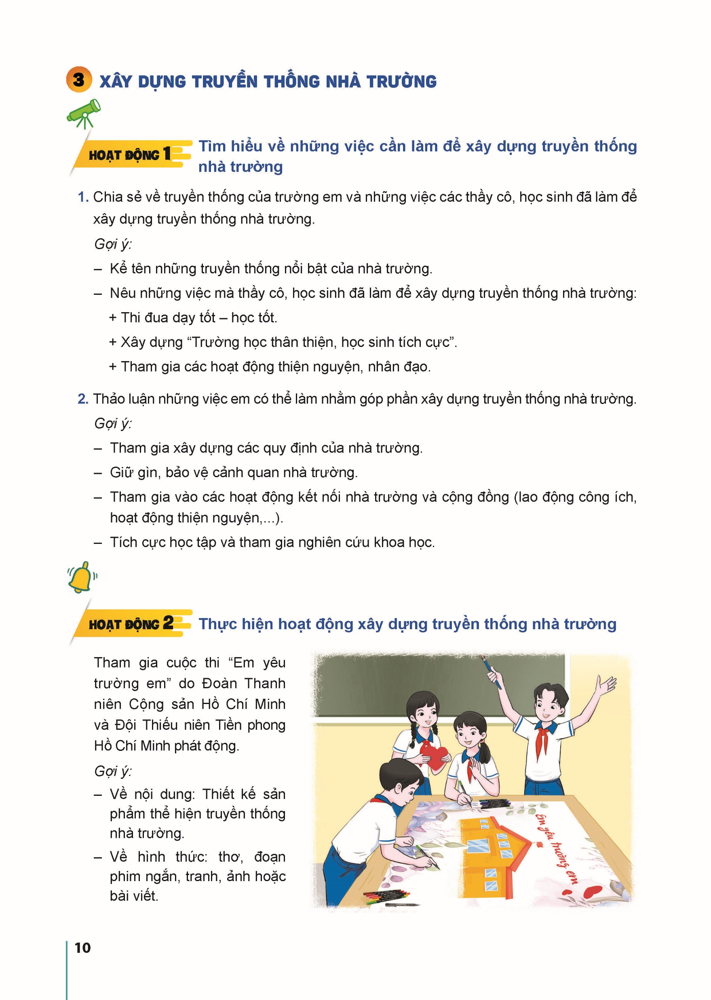 3 XÂY DỰNG TRUYỀN THỐNG NHÀ TRƯỜNG
HOẠT ĐỘNG 1
Tìm hiểu về những việc cần làm để xây dựng truyền thống
nhà trường
1. Chia sẻ về truyền thống của trường em và những việc các thầy cô, học sinh đã làm để
xây dựng truyền thống nhà trường.
Gợi ý:
– Kể tên những truyền thống nổi bật của nhà trường.
– Nêu những việc mà thầy cô, học sinh đã làm để xây dựng truyền thống nhà trường:
+ Thi đua dạy tốt – học tốt.
+ Xây dựng “Trường học thân thiện, học sinh tích cực”.
+ Tham gia các hoạt động thiện nguyện, nhân đạo.
2. Thảo luận những việc em có thể làm nhằm góp phần xây dựng truyền thống nhà trường.
Gợi ý:
– Tham gia xây dựng các quy định của nhà trường.
– Giữ gìn, bảo vệ cảnh quan nhà trường.
– Tham gia vào các hoạt động kết nối nhà trường và cộng đồng (lao động công ích,
hoạt động thiện nguyện,...).
– Tích cực học tập và tham gia nghiên cứu khoa học.
HOẠT ĐỘNG 2
Thực hiện hoạt động xây dựng truyền thống nhà trường
Tham gia cuộc thi “Em yêu
trường em” do Đoàn Thanh
niên Cộng sản Hồ Chí Minh
và Đội Thiếu niên Tiền phong
Hồ Chí Minh phát động.
Gợi ý:
– Về nội dung: Thiết kế sản
phẩm thể hiện truyền thống
nhà trường.
– Về hình thức: thơ, đoạn
phim ngắn, tranh, ảnh hoặc
bài viết.
Em yêu trường em
10